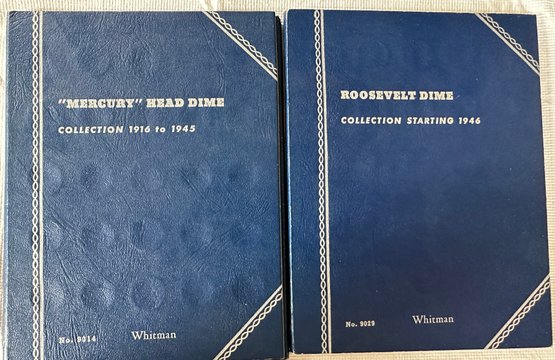 "MERCURY" HEAD DIME
COLLECTION 1916 to 1945
No. 9014
Whitman
ROOSEVELT DIME
COLLECTION STARTING 1946
No. 9029
Whitman